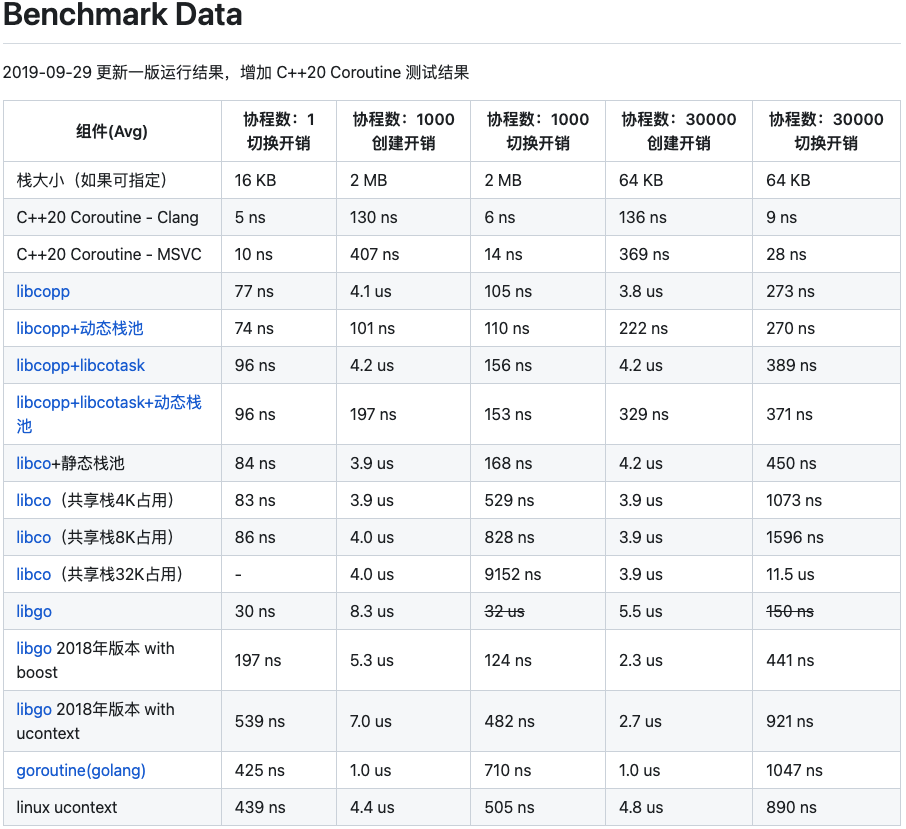 Benchmark Data
2019-09-29 更新一版运行结果，增加 C++20 Coroutine 测试结果
组件(Avg) 协程数：1 切换开销 协程数：1000 创建开销 协程数：1000 切换开销 协程数：30000 创建开销 协程数：30000 切换开销
栈大小（如果可指定） 16 KB 2 MB 2 MB 64 KB 64 KB
C++20 Coroutine - Clang 5 ns 130 ns 6 ns 136 ns 9 ns
C++20 Coroutine - MSVC 10 ns 407 ns 14 ns 369 ns 28 ns
libcopp 77 ns 4.1 us 105 ns 3.8 us 273 ns
libcopp+动态栈池 74 ns 101 ns 110 ns 222 ns 270 ns
libcopp+libcotask 96 ns 4.2 us 156 ns 4.2 us 389 ns
libcopp+libcotask+动态栈池 96 ns 197 ns 153 ns 329 ns 371 ns
libco+静态栈池 84 ns 3.9 us 168 ns 4.2 us 450 ns
libco（共享栈4K占用） 83 ns 3.9 us 529 ns 3.9 us 1073 ns
libco（共享栈8K占用） 86 ns 4.0 us 828 ns 3.9 us 1596 ns
libco（共享栈32K占用） - 4.0 us 9152 ns 3.9 us 11.5 us
libgo 30 ns 8.3 us 32 us 5.5 us 150 ns
libgo 2018年版本 with boost 197 ns 5.3 us 124 ns 2.3 us 441 ns
libgo 2018年版本 with ucontext 539 ns 7.0 us 482 ns 2.7 us 921 ns
goroutine(golang) 425 ns 1.0 us 710 ns 1.0 us 1047 ns
linux ucontext 439 ns 4.4 us 505 ns 4.8 us 890 ns